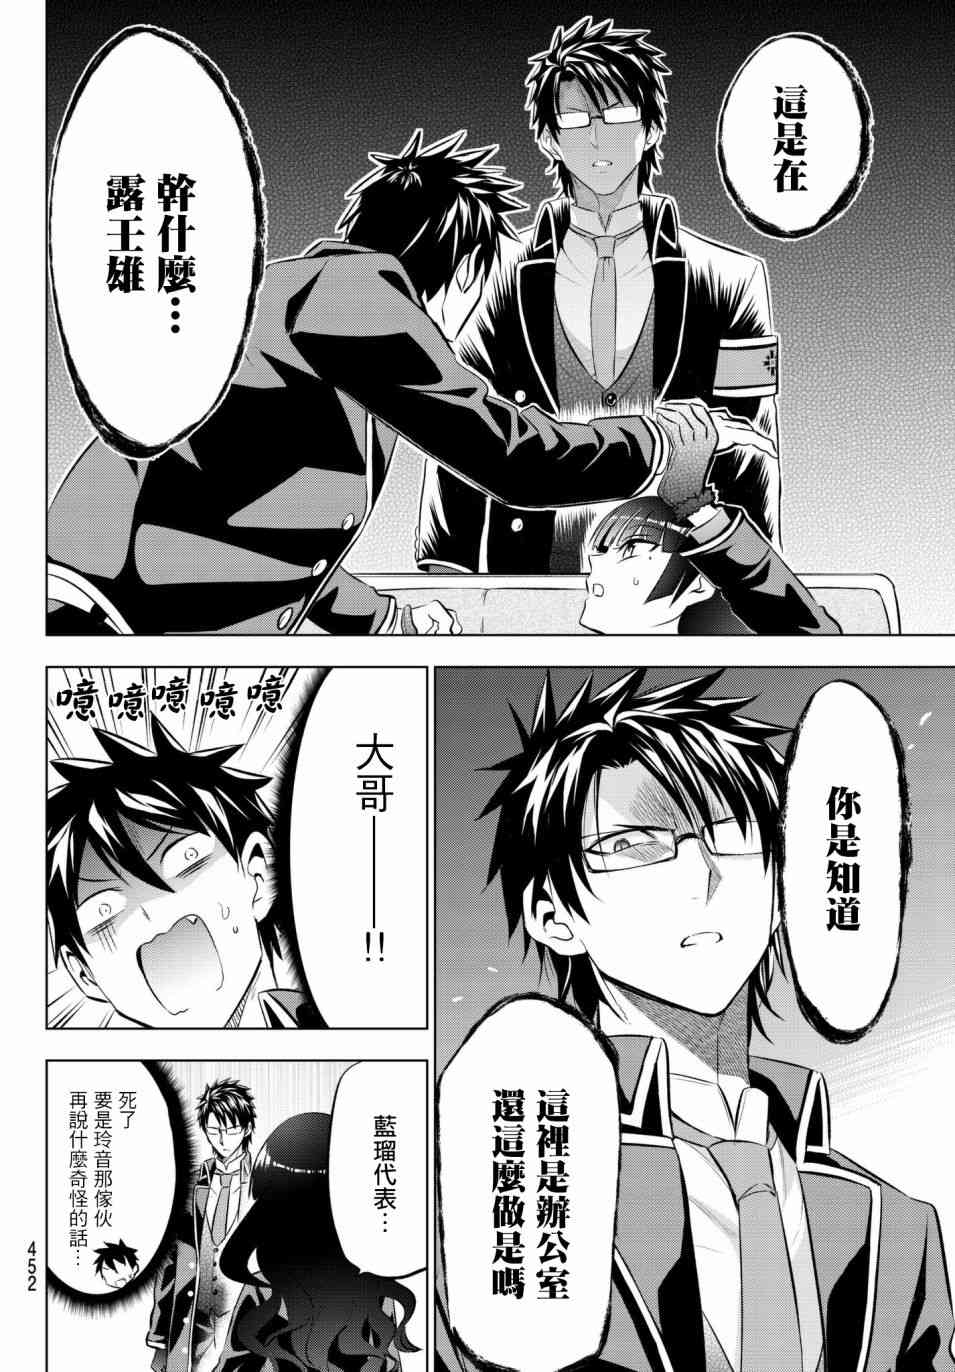 這是在
幹什麼…
露王雄
你是知道
這裡是辦公室
還這麼做是嗎
大哥——!!
噫噫噫噫噫
藍瑠代表…
死了
要是玲音那傢伙
再說什麼奇怪的話…
452